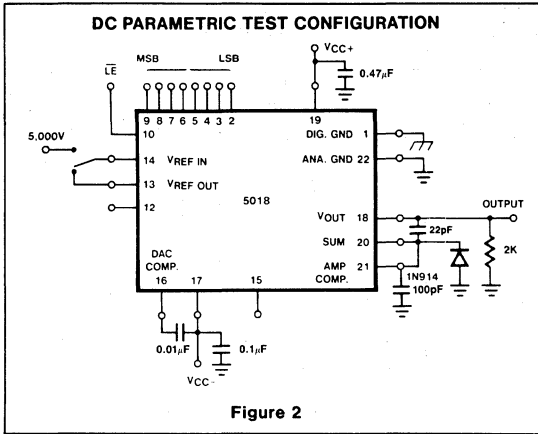 DC PARAMETRIC TEST CONFIGURATION
VCC+
LE MSB LSB
0.47µF
9 8 7 6 5 4 3 2 19
10 DIG. GND 1
5.000V
14 VREF IN ANA. GND 22
13 VREF OUT
5018 OUTPUT
12 VOUT 18
22pF
SUM 20 2K
DAC COMP. AMP COMP. 21
1N914
16 17 15 100pF
0.01µF 0.1µF
VCC-
Figure 2